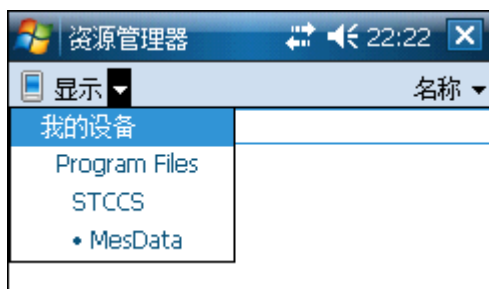 资源管理器 22:22
显示 名称
我的设备
Program Files
STCCS
• MesData